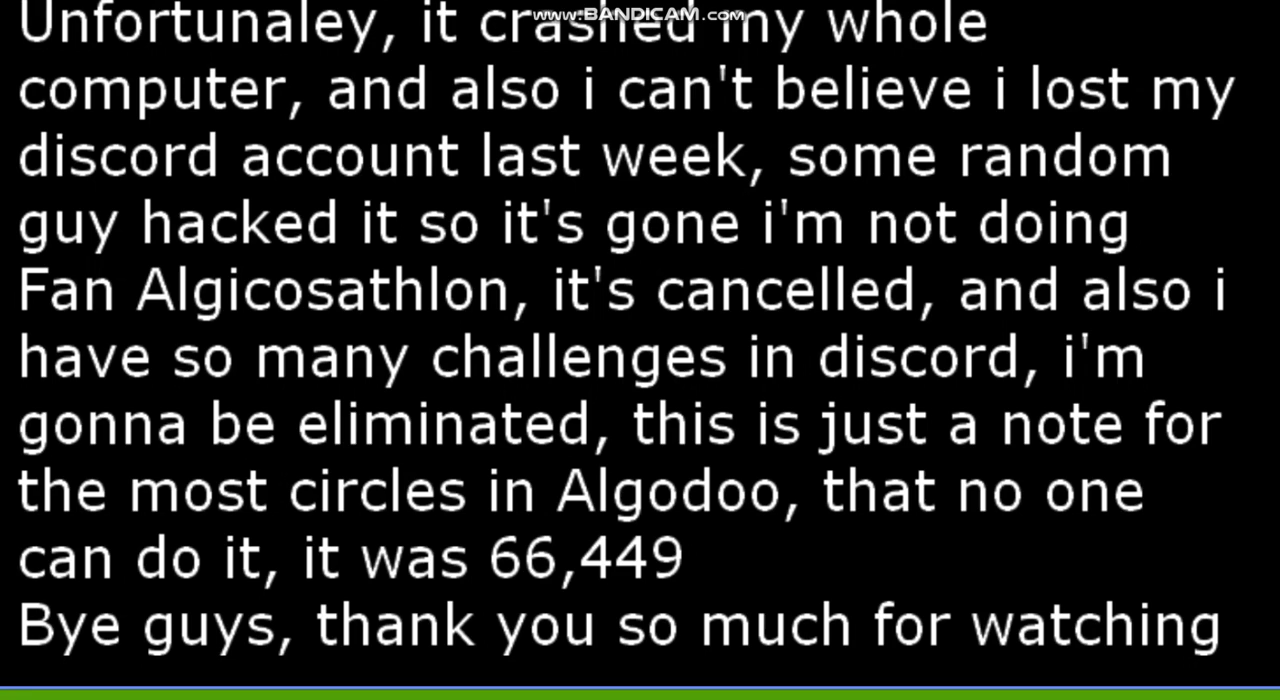 www.BANDICAM.com
Unfortunaley, it crashed my whole
computer, and also i can't believe i lost my
discord account last week, some random
guy hacked it so it's gone i'm not doing
Fan Algicosathlon, it's cancelled, and also i
have so many challenges in discord, i'm
gonna be eliminated, this is just a note for
the most circles in Algodoo, that no one
can do it, it was 66,449
Bye guys, thank you so much for watching